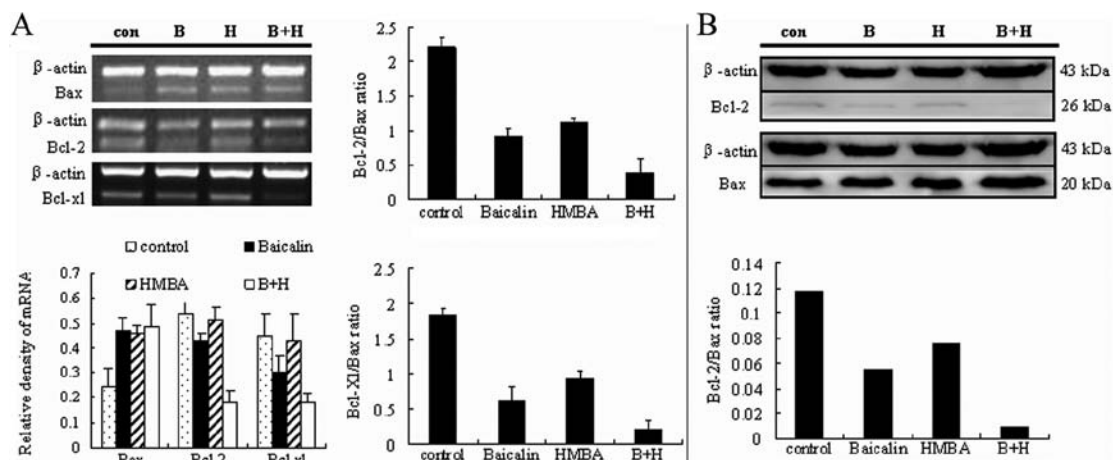 A
con B H B+H
β-actin
Bax
β-actin
Bcl-2
β-actin
Bcl-xl
Bcl-2/Bax ratio
2.5
2
1.5
1
0.5
0
control Baicalin HMBA B+H
control Baicalin
HMBA B+H
Relative density of mRNA
0.7
0.6
0.5
0.4
0.3
0.2
0.1
0
Bax Bcl-2 Bcl-xl
Bcl-Xl/Bax ratio
2
1.5
1
0.5
0
control Baicalin HMBA B+H
B
con B H B+H
β-actin 43 kDa
Bcl-2 26 kDa
β-actin 43 kDa
Bax 20 kDa
Bcl-2/Bax ratio
0.14
0.12
0.1
0.08
0.06
0.04
0.02
0
control Baicalin HMBA B+H